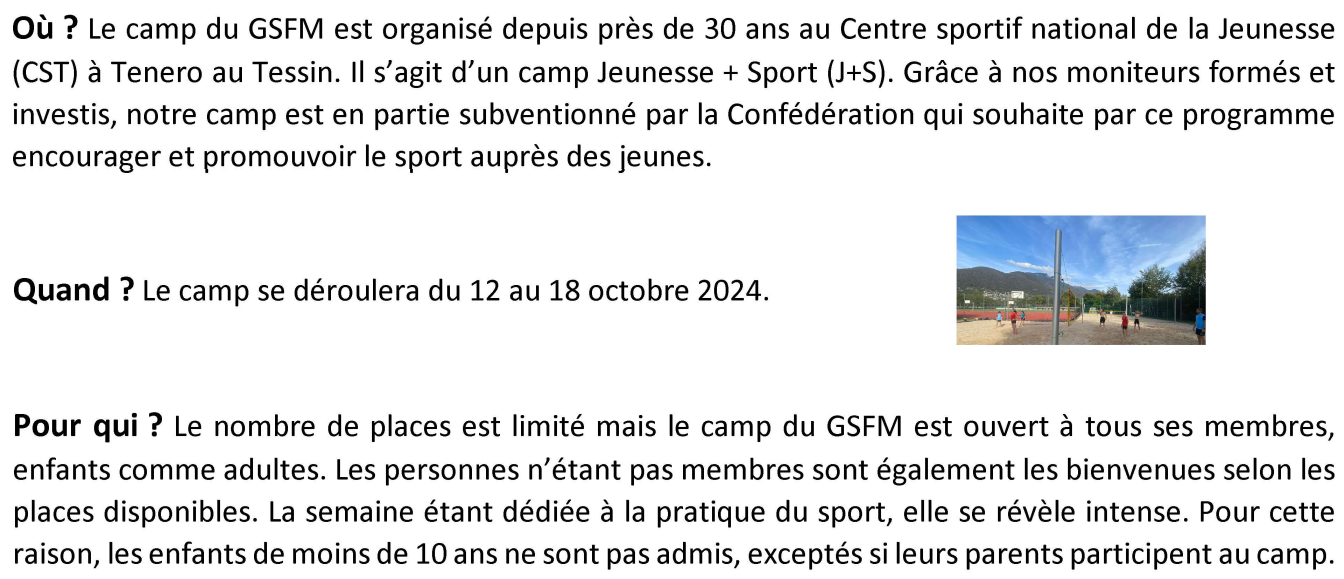 Où ? Le camp du GSFM est organisé depuis près de 30 ans au Centre sportif national de la Jeunesse
(CST) à Tenero au Tessin. Il s’agit d’un camp Jeunesse + Sport (J+S). Grâce à nos moniteurs formés et
investis, notre camp est en partie subventionné par la Confédération qui souhaite par ce programme
encourager et promouvoir le sport auprès des jeunes.
Quand ? Le camp se déroulera du 12 au 18 octobre 2024.
Pour qui ? Le nombre de places est limité mais le camp du GSFM est ouvert à tous ses membres,
enfants comme adultes. Les personnes n’étant pas membres sont également les bienvenues selon les
places disponibles. La semaine étant dédiée à la pratique du sport, elle se révèle intense. Pour cette
raison, les enfants de moins de 10 ans ne sont pas admis, exceptés si leurs parents participent au camp.